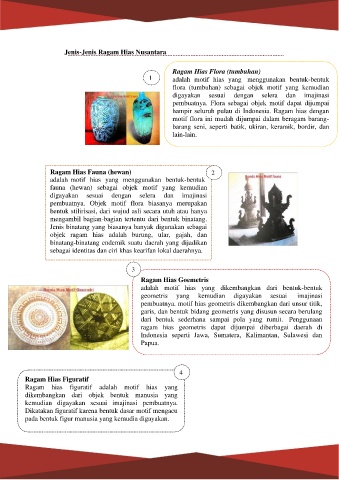 Jenis-Jenis Ragam Hias Nusantara
1
Ragam Hias Flora (tumbuhan)
adalah motif hias yang menggunakan bentuk-bentuk
flora (tumbuhan) sebagai objek motif yang kemudian
digayakan sesuai dengan selera dan imajinasi
pembuatnya. Flora sebagai objek motif dapat dijumpai
hampir seluruh pulau di Indonesia. Ragam hias dengan
motif flora ini mudah dijumpai dalam beragam barang-
barang seni, seperti batik, ukiran, keramik, bordir, dan
lain-lain.
2
Ragam Hias Fauna (hewan)
adalah motif hias yang menggunakan bentuk-bentuk
fauna (hewan) sebagai objek motif yang kemudian
digayakan sesuai dengan selera dan imajinasi
pembuatnya. Objek motif flora biasanya merupakan
bentuk stilirisasi, dari wujud asli secara utuh atau hanya
mengambil bagian-bagian tertentu dari bentuk binatang.
Jenis binatang yang biasanya banyak digunakan sebagai
objek ragam hias adalah burung, ular, gajah, dan
binatang-binatang endemik suatu daerah yang dijadikan
sebagai identitas dan ciri khas kearifan lokal daerahnya.
3
Ragam Hias Geometris
adalah motif hias yang dikembangkan dari bentuk-bentuk
geometris yang kemudian digayakan sesuai imajinasi
pembuatnya. motif hias geometris dikembangkan dari unsur titik,
garis, dan bentuk bidang geometris yang disusun secara berulang
dari bentuk sederhana sampai pola yang rumit. Penggunaan
ragam hias geometris dapat dijumpai diberbagai daerah di
Indonesia seperti Jawa, Sumatera, Kalimantan, Sulawesi dan
Papua.
4
Ragam Hias Figuratif
Ragam hias figuratif adalah motif hias yang
dikembangkan dari objek bentuk manusia yang
kemudian digayakan sesuai imajinasi pembuatnya.
Dikatakan figuratif karena bentuk dasar motif mengacu
pada bentuk figur manusia yang kemudia digayakan.